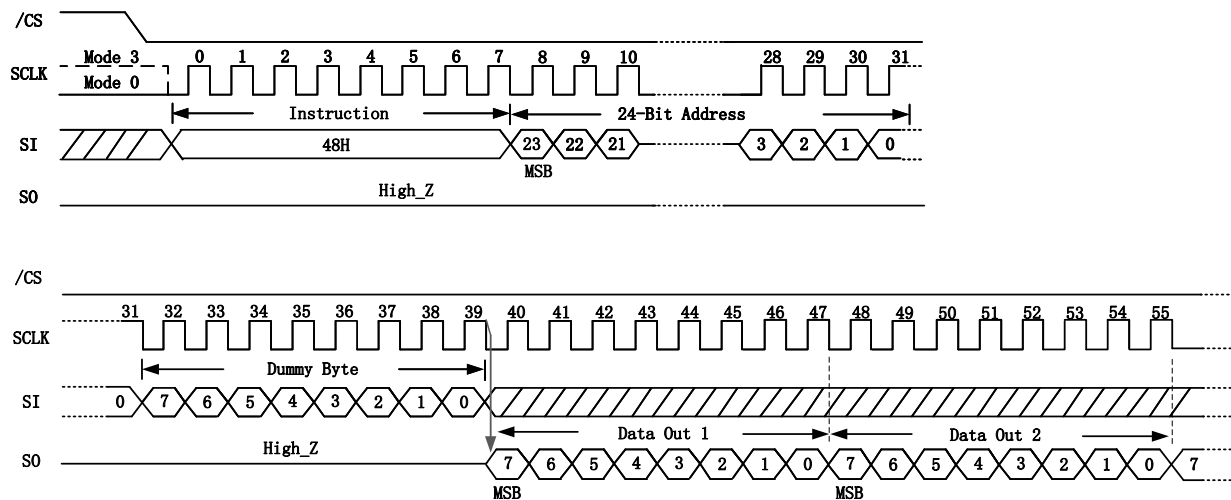 /CS
Mode 3 0 1 2 3 4 5 6 7 8 9 10 28 29 30 31
SCLK
Mode 0
Instruction 24-Bit Address
SI 48H 23 22 21 3 2 1 0
MSB
SO High_Z
/CS
31 32 33 34 35 36 37 38 39 40 41 42 43 44 45 46 47 48 49 50 51 52 53 54 55
SCLK
Dummy Byte
SI 0 7 6 5 4 3 2 1 0
Data Out 1 Data Out 2
SO High_Z 7 6 5 4 3 2 1 0 7 6 5 4 3 2 1 0 7
MSB MSB